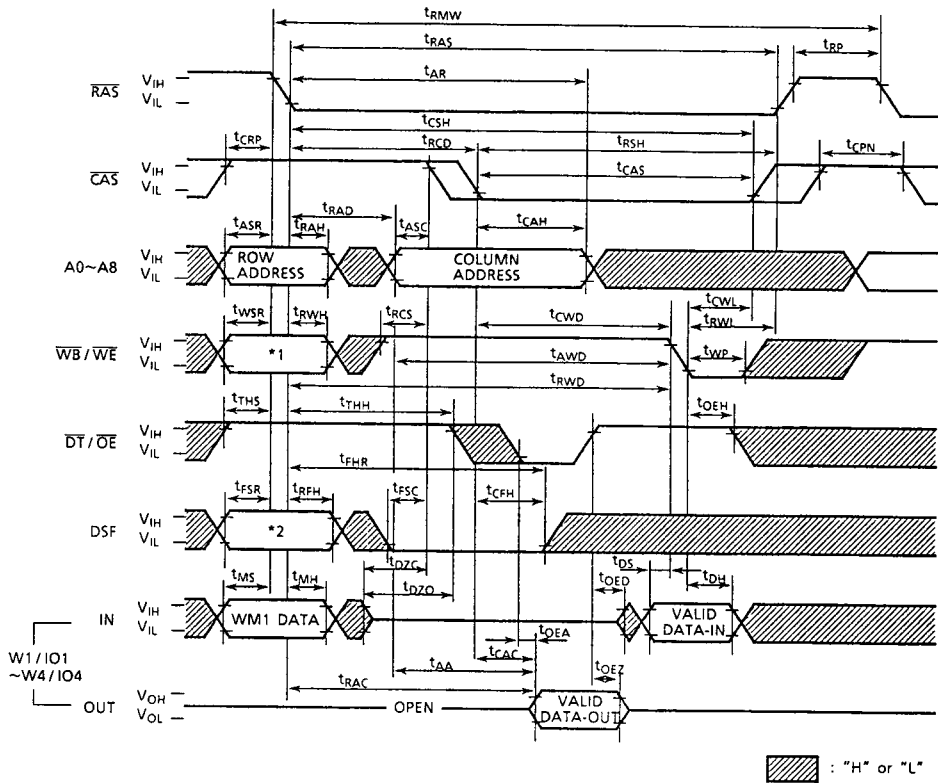 tRMW
tRAS
tRP
tAR
RAS
VIH
VIL
tCSH
tCRP
tRCD
tRSH
tCPN
CAS
VIH
VIL
tCAS
tRAD
tASR
tRAH
tASC
tCAH
A0~A8
VIH
VIL
ROW
ADDRESS
COLUMN
ADDRESS
tCWL
tWSR
tRWH
tRCS
tCWD
tRWL
WB / WE
VIH
VIL
*1
tAWD
tWP
tRWD
tTHS
tTHH
tOEH
DT / OE
VIH
VIL
tFHR
tFSR
tRFH
tFSC
tCFH
DSF
VIH
VIL
*2
tDZC
tDS
tMS
tMH
tDZO
tOED
tDH
IN
VIH
VIL
WM1 DATA
VALID
DATA-IN
W1 / IO1
~W4 / IO4
tOEA
tCAC
tAA
tOEZ
tRAC
OUT
VOH
VOL
OPEN
VALID
DATA-OUT
: "H" or "L"